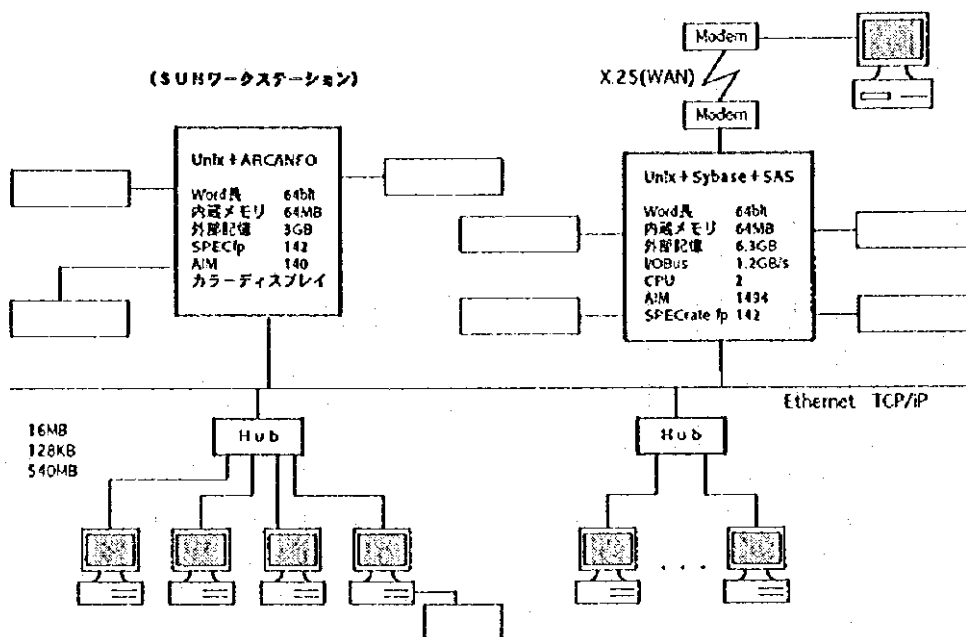 (SUNワークステーション)
Unix+ARC/INFO
Word長 64bit
内蔵メモリ 64MB
外部記憶 3GB
SPECfp 142
AIM 140
カラーディスプレイ
Modem
X.25(WAN)
Modem
Unix+Sybase+SAS
Word長 64bit
内蔵メモリ 64MB
外部記憶 6.3GB
I/OBus 1.2GB/s
CPU 2
AIM 1494
SPECrate fp 142
Ethernet TCP/iP
16MB
128KB
540MB
Hub
Hub
. . .